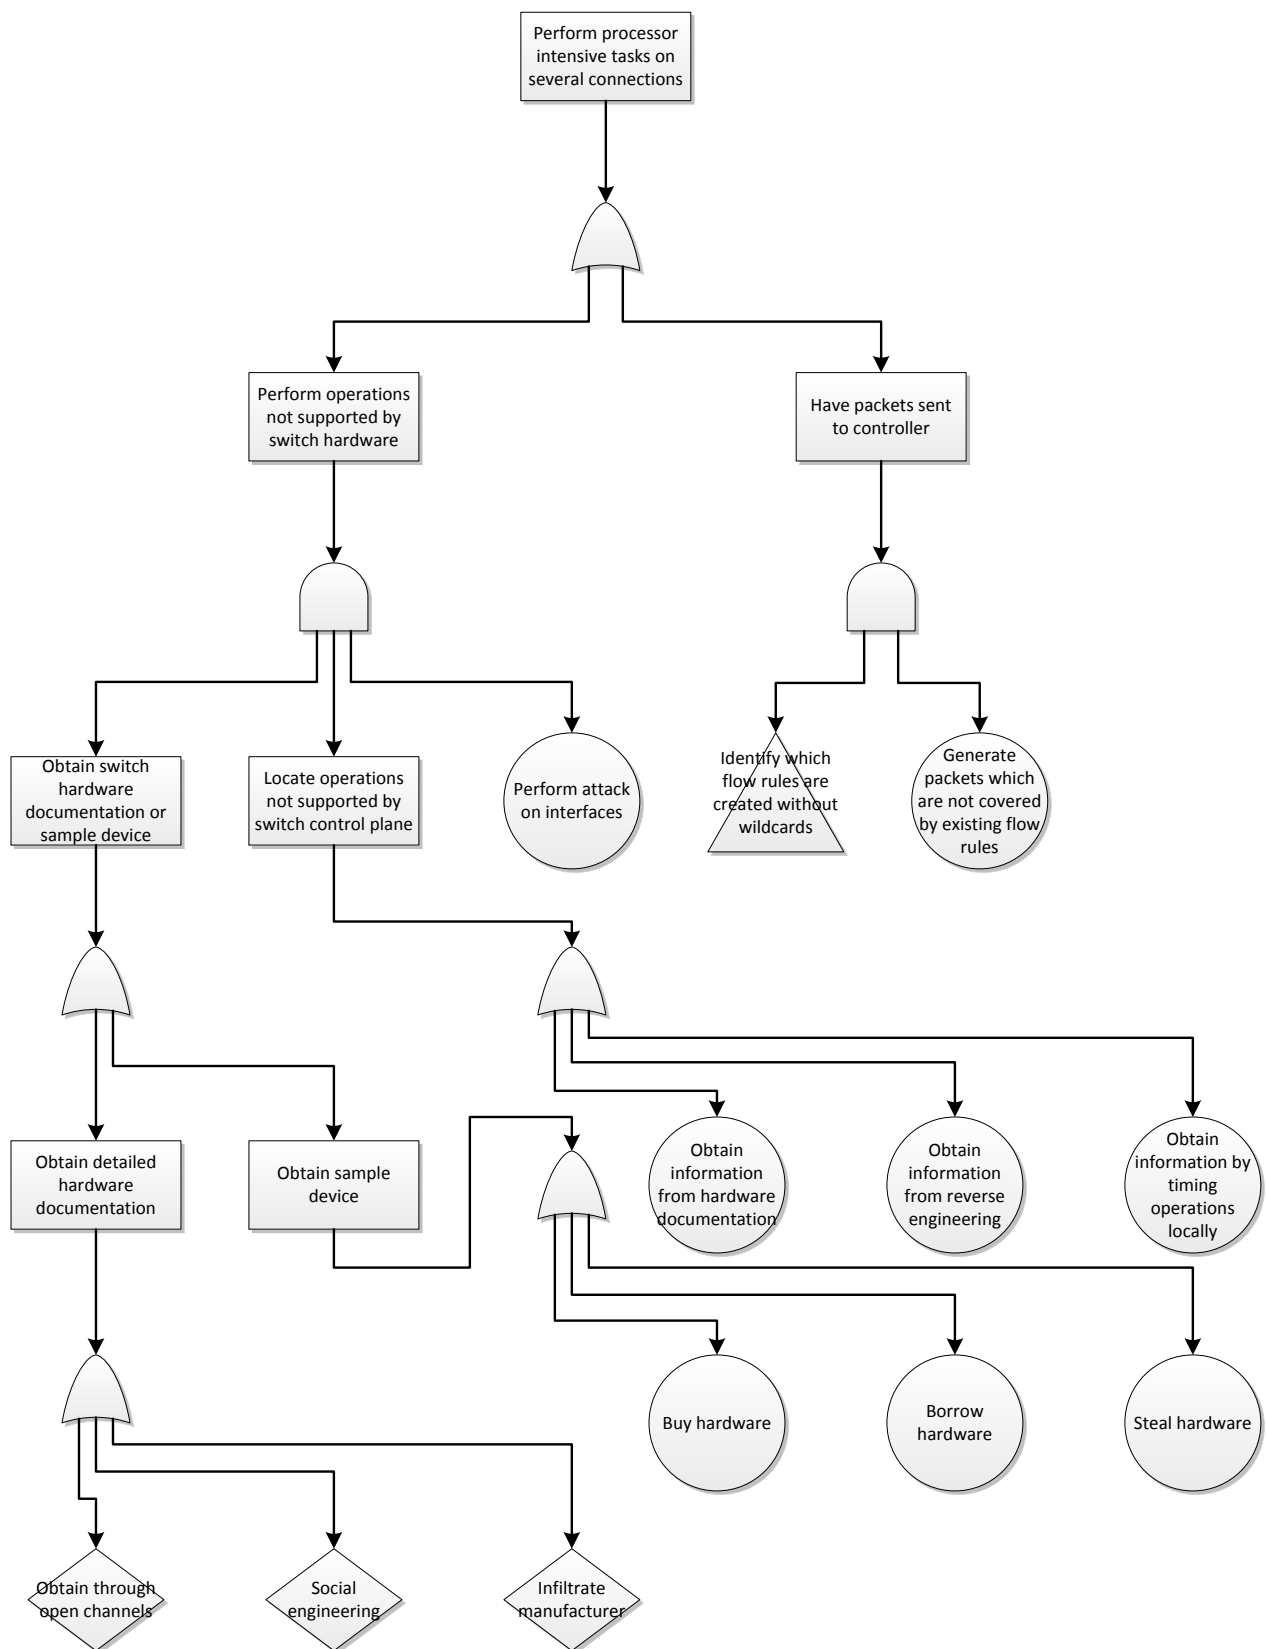 Perform processor
intensive tasks on
several connections
Perform operations
not supported by
switch hardware
Have packets sent
to controller
Obtain switch
hardware
documentation or
sample device
Locate operations
not supported by
switch control plane
Perform attack
on interfaces
Identify which
flow rules are
created without
wildcards
Generate
packets which
are not covered
by existing flow
rules
Obtain detailed
hardware
documentation
Obtain sample
device
Obtain
information
from hardware
documentation
Obtain
information
from reverse
engineering
Obtain
information by
timing
operations
locally
Buy hardware
Borrow
hardware
Steal hardware
Obtain through
open channels
Social
engineering
Infiltrate
manufacturer